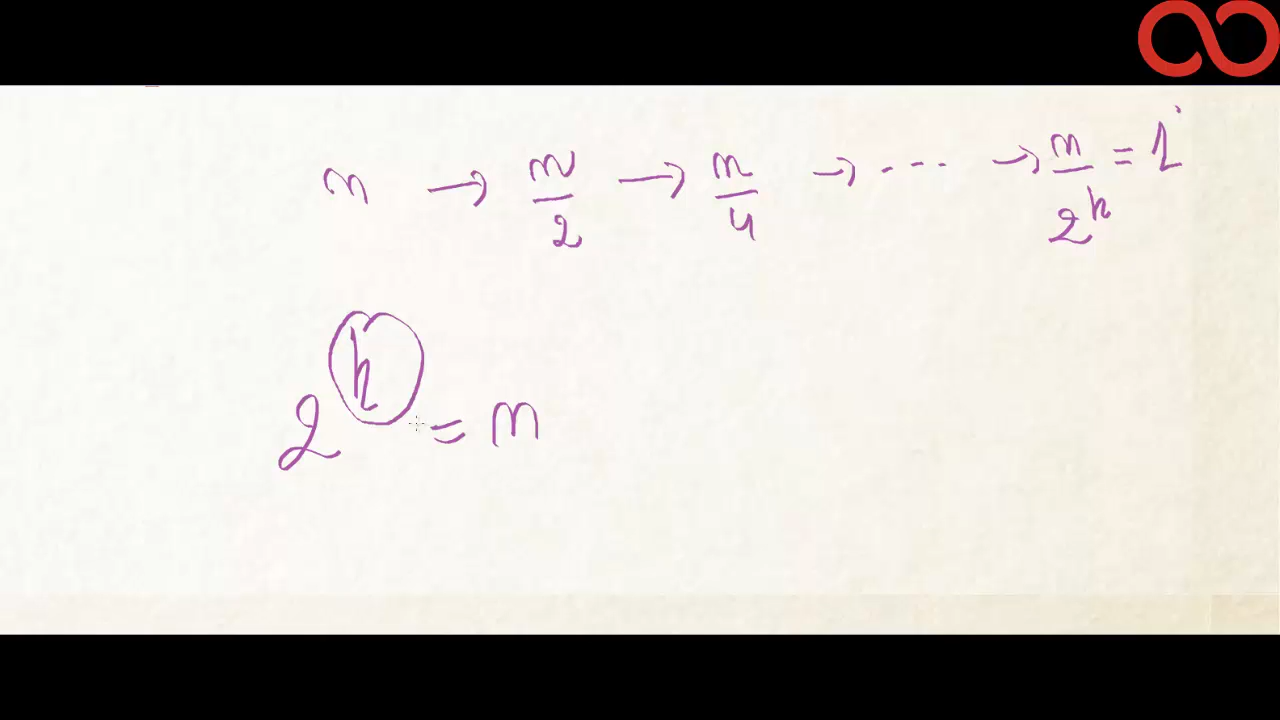 n → n/2 → n/4 → --- → n/2^h = 1
2^h = n